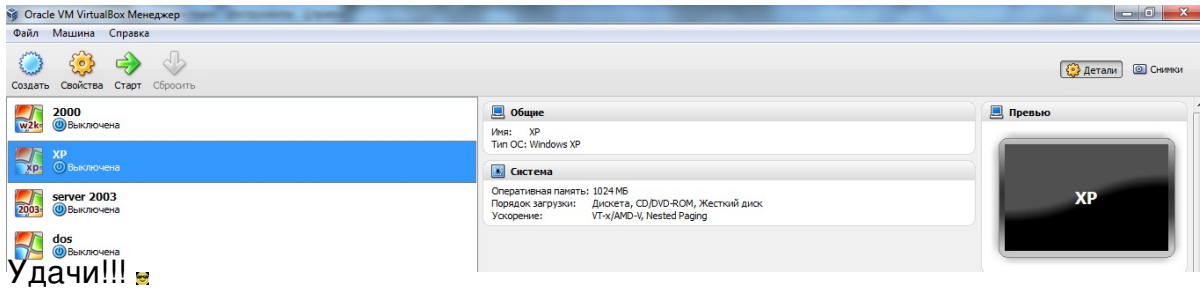 Oracle VM VirtualBox Менеджер
Файл Машина Справка
Создать Свойства Старт Сбросить
Детали Снимки
2000
Выключена
XP
Выключена
server 2003
Выключена
dos
Выключена
Общие
Имя: XP
Тип ОС: Windows XP
Система
Оперативная память: 1024 МБ
Порядок загрузки: Дискета, CD/DVD-ROM, Жесткий диск
Ускорение: VT-x/AMD-V, Nested Paging
Превью
XP
Удачи!!!